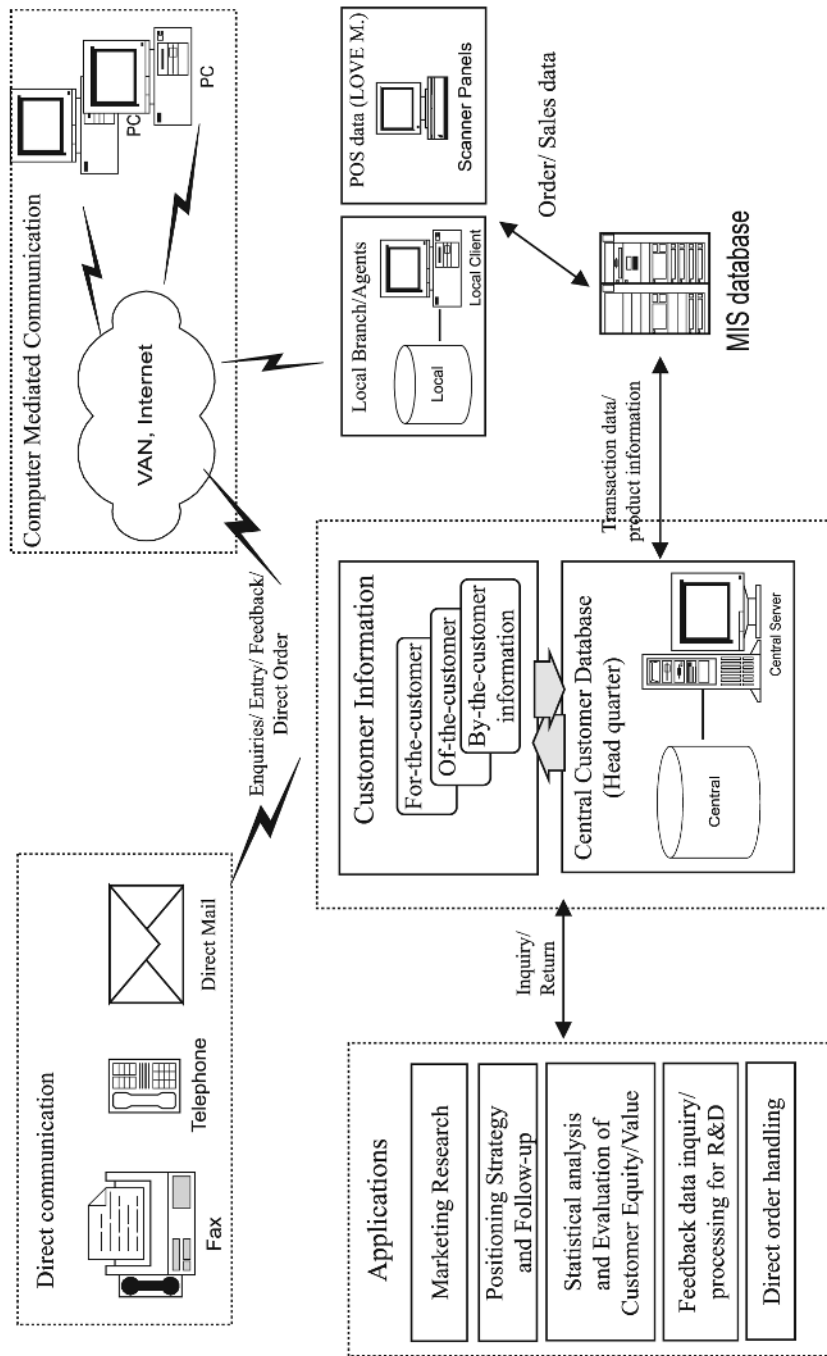 Direct communication
Fax
Telephone
Direct Mail
Computer Mediated Communication
VAN, Internet
PC
PC
Enquiries/ Entry/ Feedback/
Direct Order
Applications
Marketing Research
Positioning Strategy
and Follow-up
Statistical analysis
and Evaluation of
Customer Equity/Value
Feedback data inquiry/
processing for R&D
Direct order handling
Inquiry/
Return
Customer Information
For-the-customer
Of-the-customer
By-the-customer
information
Central Customer Database
(Head quarter)
Central
Central Server
Local Branch/Agents
Local
Local Client
POS data (LOVE M.)
Scanner Panels
Order/ Sales data
Transaction data/
product information
MIS database